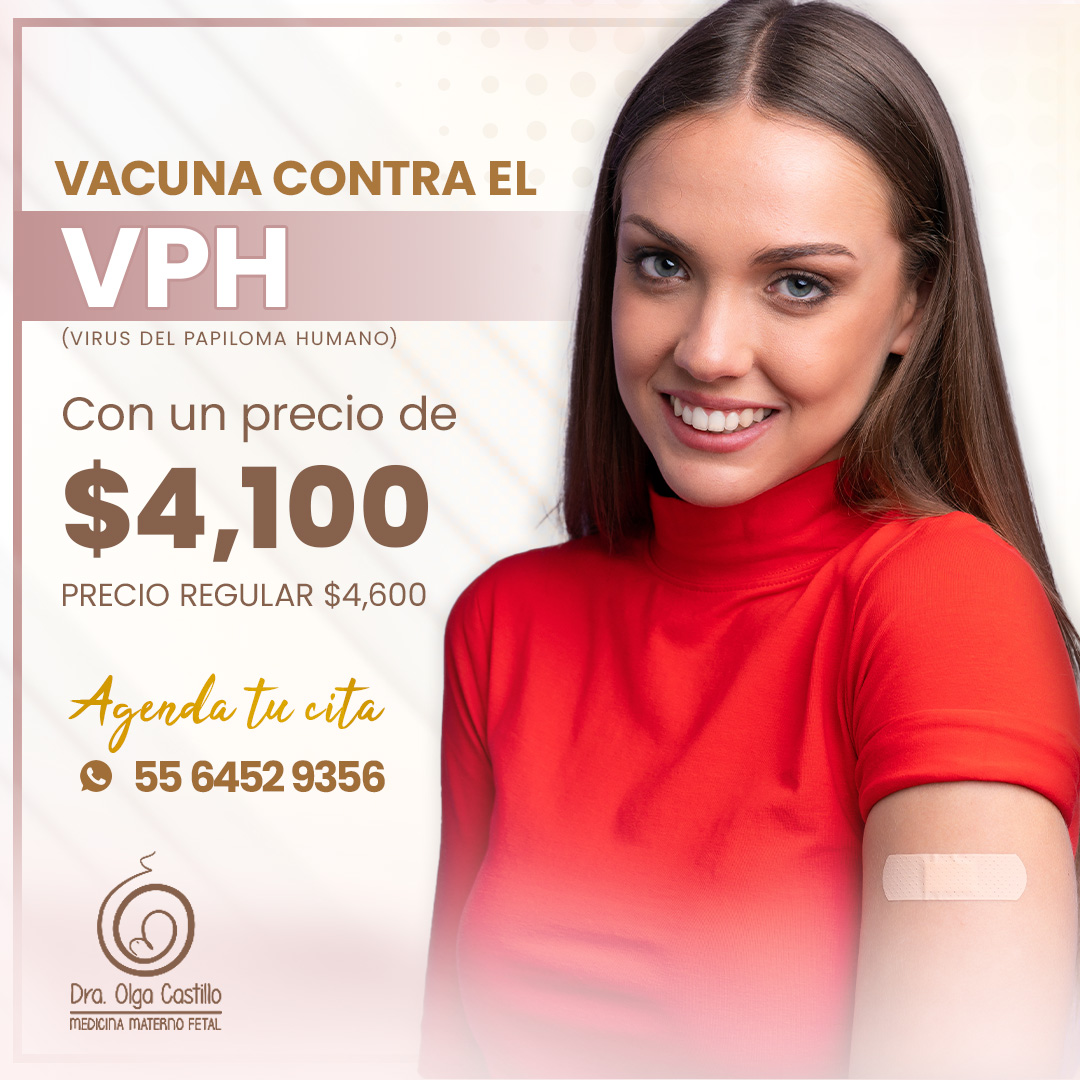 VACUNA CONTRA EL
VPH
(VIRUS DEL PAPILOMA HUMANO)
Con un precio de
$4,100
PRECIO REGULAR $4,600
Agenda tu cita
55 6452 9356
Dra. Olga Castillo
MEDICINA MATERNO FETAL